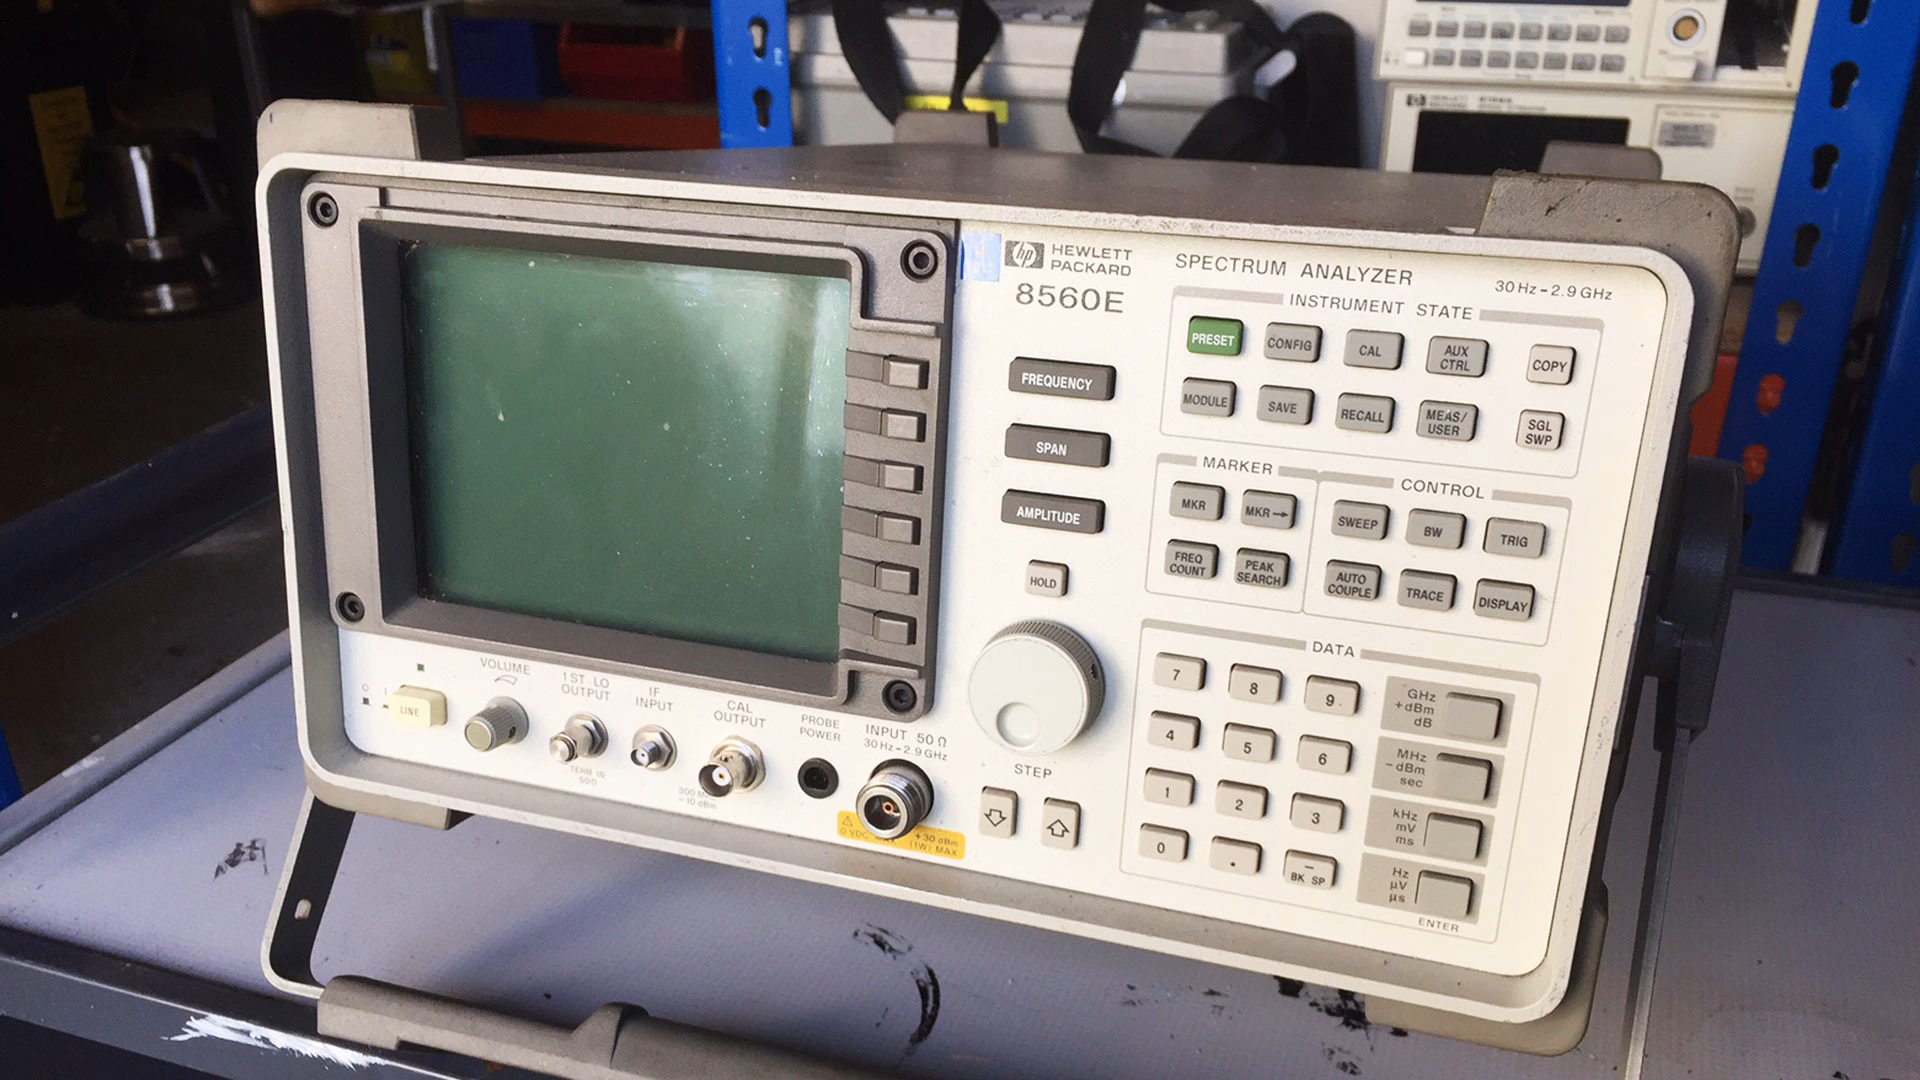 hp HEWLETT
PACKARD
8560E
SPECTRUM ANALYZER
30 Hz - 2.9 GHz
INSTRUMENT STATE
PRESET
CONFIG
CAL
AUX
CTRL
COPY
MODULE
SAVE
RECALL
MEAS/
USER
SGL
SWP
FREQUENCY
SPAN
AMPLITUDE
HOLD
MARKER
MKR
MKR→
FREQ
COUNT
PEAK
SEARCH
CONTROL
SWEEP
BW
TRIG
AUTO
COUPLE
TRACE
DISPLAY
DATA
7
8
9
4
5
6
1
2
3
0
.
–
BK SP
GHz
+dBm
dB
MHz
-dBm
sec
kHz
mV
ms
Hz
µV
µs
ENTER
STEP
O I
LINE
VOLUME
1ST LO
OUTPUT
TERM IN
50Ω
IF
INPUT
CAL
OUTPUT
-10 dBm
PROBE
POWER
INPUT 50 Ω
30 Hz - 2.9 GHz
0 VDC
+30 dBm
(1W) MAX
hp HEWLETT